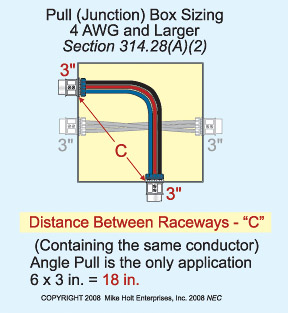 Pull (Junction) Box Sizing
4 AWG and Larger
Section 314.28(A)(2)
3"
3"
3"
C
3"
Distance Between Raceways - "C"
(Containing the same conductor)
Angle Pull is the only application
6 x 3 in. = 18 in.
COPYRIGHT 2008 Mike Holt Enterprises, Inc. 2008 NEC